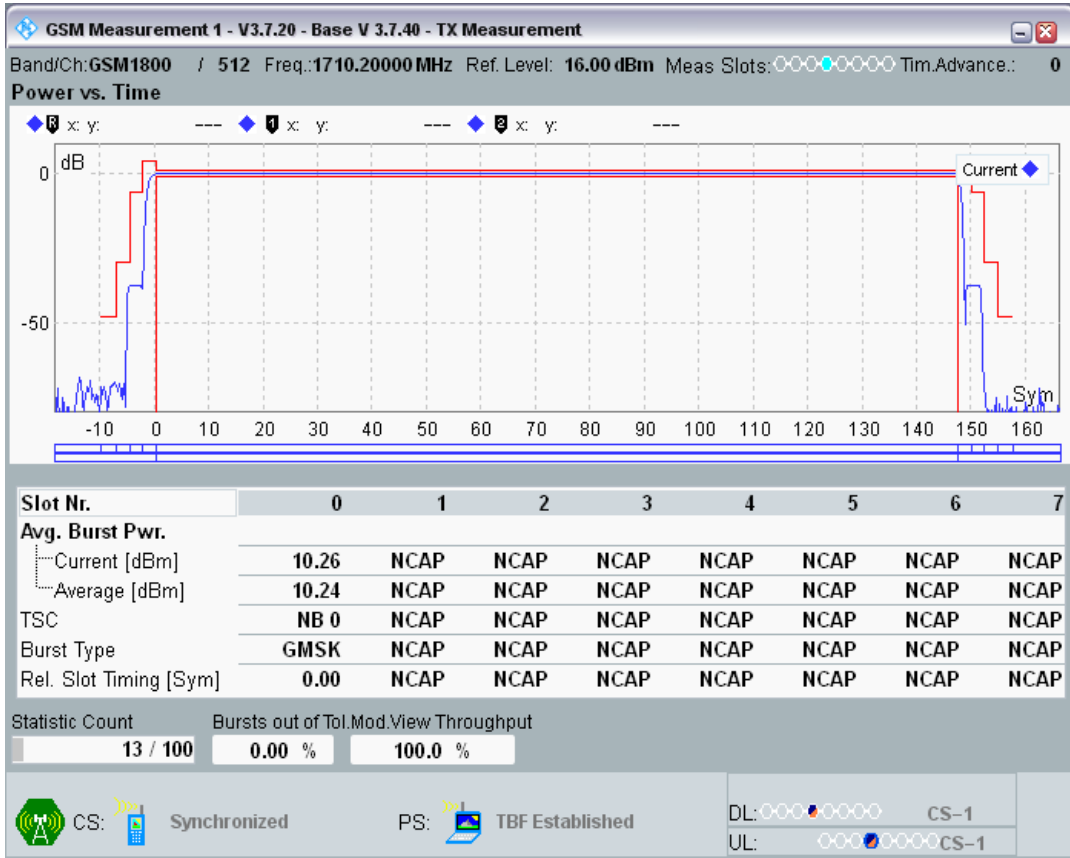 GSM Measurement 1 - V3.7.20 - Base V 3.7.40 - TX Measurement
Band/Ch:GSM1800 / 512 Freq.:1710.20000 MHz Ref. Level: 16.00 dBm Meas Slots: Tim.Advance.: 0
Power vs. Time
R x: y: --- 1 x: y: --- 2 x: y: ---
dB
Current
0
-50
Sym
-10 0 10 20 30 40 50 60 70 80 90 100 110 120 130 140 150 160
Slot Nr. 0 1 2 3 4 5 6 7
Avg. Burst Pwr.
Current [dBm] 10.26 NCAP NCAP NCAP NCAP NCAP NCAP NCAP
Average [dBm] 10.24 NCAP NCAP NCAP NCAP NCAP NCAP NCAP
TSC NB 0 NCAP NCAP NCAP NCAP NCAP NCAP NCAP
Burst Type GMSK NCAP NCAP NCAP NCAP NCAP NCAP NCAP
Rel. Slot Timing [Sym] 0.00 NCAP NCAP NCAP NCAP NCAP NCAP NCAP
Statistic Count Bursts out of Tol.Mod.View Throughput
13 / 100 0.00 % 100.0 %
CS: Synchronized PS: TBF Established
DL: CS-1
UL: CS-1